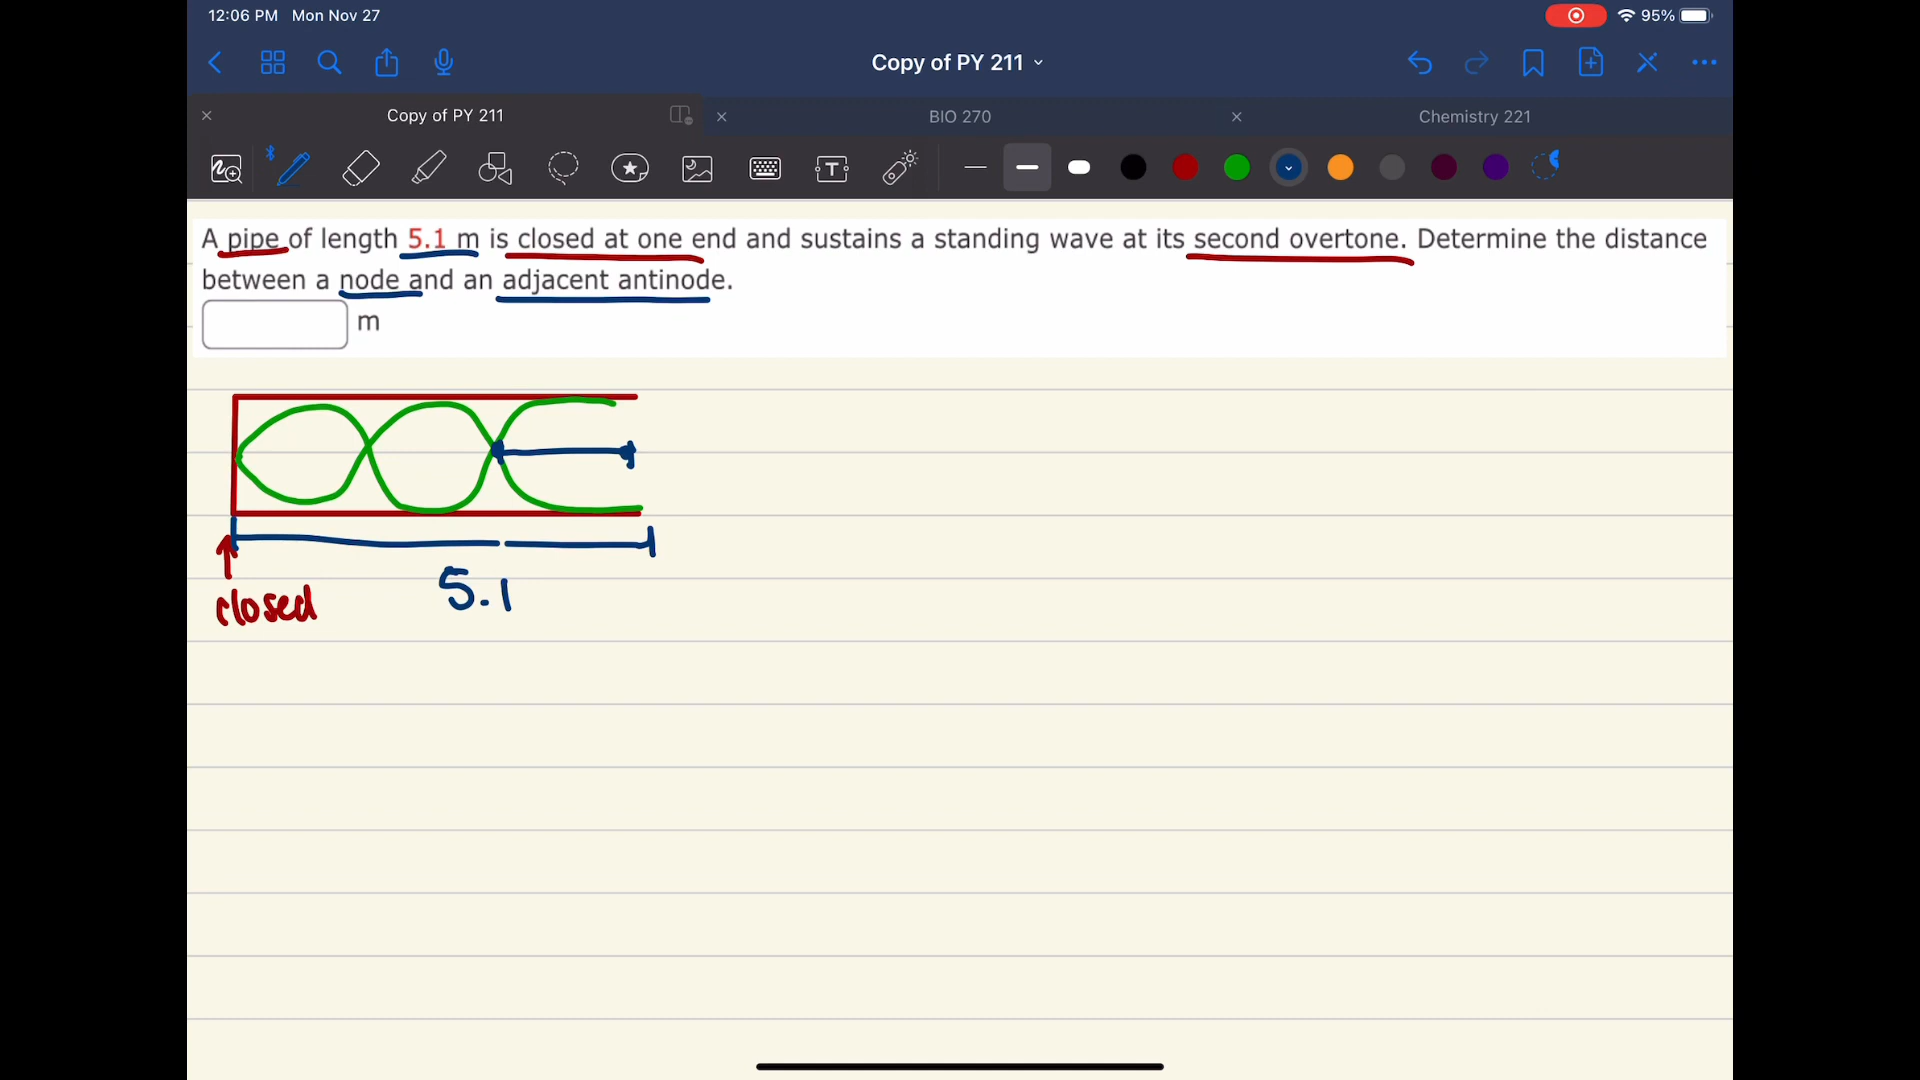 12:06 PM Mon Nov 27
95%
Copy of PY 211
Copy of PY 211
BIO 270
Chemistry 221
A pipe of length 5.1 m is closed at one end and sustains a standing wave at its second overtone. Determine the distance
between a node and an adjacent antinode.
m
closed
5.1